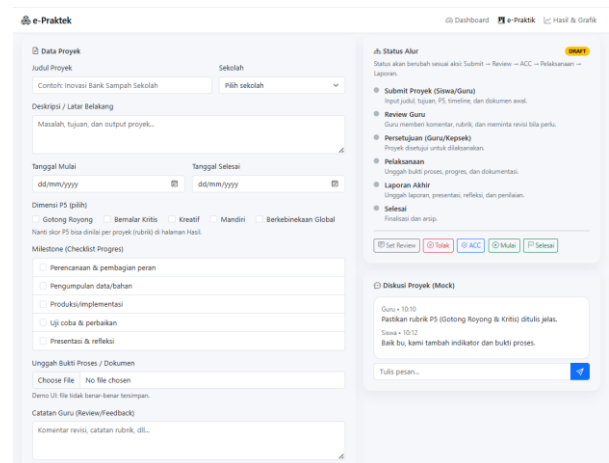 e-Praktek
Dashboard e-Praktik Hasil & Grafik
Data Proyek
Judul Proyek Sekolah
Contoh: Inovasi Bank Sampah Sekolah Pilih sekolah
Deskripsi / Latar Belakang
Masalah, tujuan, dan output proyek...
Tanggal Mulai Tanggal Selesai
dd/mm/yyyy dd/mm/yyyy
Dimensi P5 (pilih)
Gotong Royong Bernalar Kritis Kreatif Mandiri Berkebinekaan Global
Nanti skor P5 bisa dinilai per proyek (rubrik) di halaman Hasil.
Milestone (Checklist Progres)
Perencanaan & pembagian peran
Pengumpulan data/bahan
Produksi/implementasi
Uji coba & perbaikan
Presentasi & refleksi
Unggah Bukti Proses / Dokumen
Choose File No file chosen
Demo UI: file tidak benar-benar tersimpan.
Catatan Guru (Review/Feedback)
Komentar revisi, catatan rubrik, dll...
Status Alur DRAFT
Status akan berubah sesuai aksi: Submit → Review → ACC → Pelaksanaan →
Laporan.
Submit Proyek (Siswa/Guru)
Input judul, tujuan, P5, timeline, dan dokumen awal.
Review Guru
Guru memberi komentar, rubrik, dan meminta revisi bila perlu.
Persetujuan (Guru/Kepsek)
Proyek disetujui untuk dilaksanakan.
Pelaksanaan
Unggah bukti proses, progres, dan dokumentasi.
Laporan Akhir
Unggah laporan, presentasi, refleksi, dan penilaian.
Selesai
Finalisasi dan arsip.
Set Review Tolak ACC Mulai Selesai
Diskusi Proyek (Mock)
Guru • 10:10
Pastikan rubrik P5 (Gotong Royong & Kritis) ditulis jelas.
Siswa • 10:12
Baik bu, kami tambah indikator dan bukti proses.
Tulis pesan...